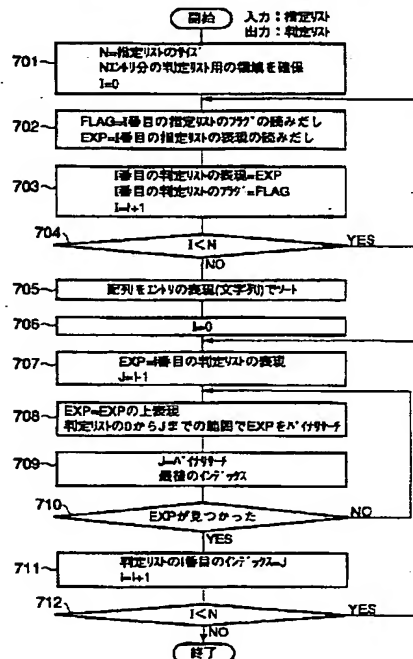 開始
入力:指定リスト
出力:判定リスト
701
N=指定リストのサイズ
Nエントリ分の判定リスト用の領域を確保
I=0
702
FLAG=I番目の指定リストのフラグの読みだし
EXP=I番目の指定リストの表現の読みだし
703
I番目の判定リストの表現=EXP
I番目の判定リストのフラグ=FLAG
I=I+1
704
I<N
YES
NO
705
配列をエントリの表現(文字列)でソート
706
I=0
707
EXP=I番目の判定リストの表現
J=I-1
708
EXP=EXPの上表現
判定リストの0からJまでの範囲でEXPをバイナリサーチ
709
J=バイナリサーチ
最後のインデックス
710
EXPが見つかった
NO
YES
711
判定リストのI番目のインデックス=J
I=I+1
712
I<N
YES
NO
終了